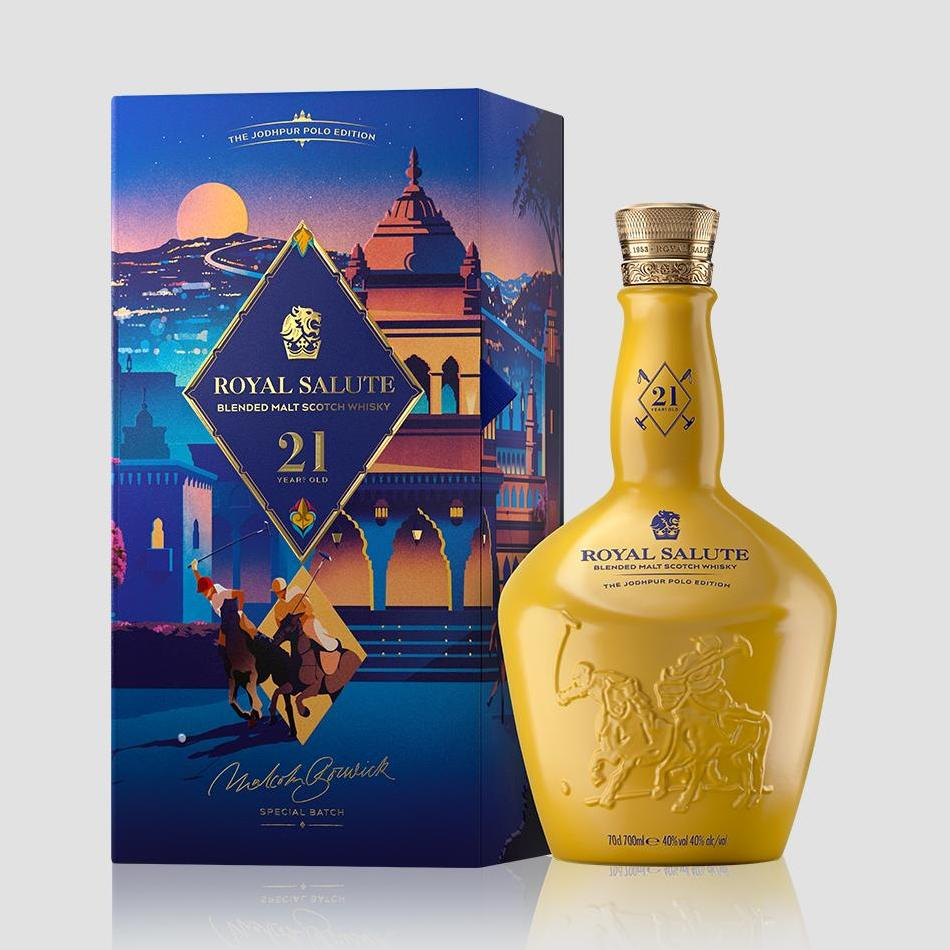 THE JODHPUR POLO EDITION
ROYAL SALUTE
BLENDED MALT SCOTCH WHISKY
21
YEARS OLD
Malcolm Borwick
SPECIAL BATCH
1953 · ROYAL SALUTE
21
YEARS OLD
ROYAL SALUTE
BLENDED MALT SCOTCH WHISKY
THE JODHPUR POLO EDITION
70cl 700ml ℮ 40%vol 40% alc/vol